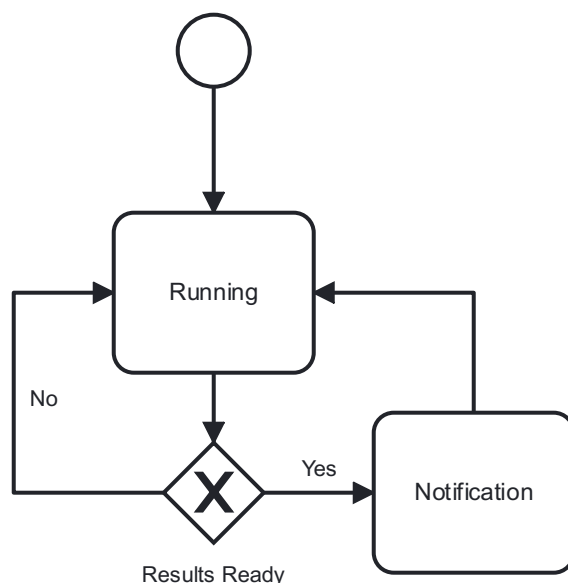 Running
No
Yes
Notification
Results Ready